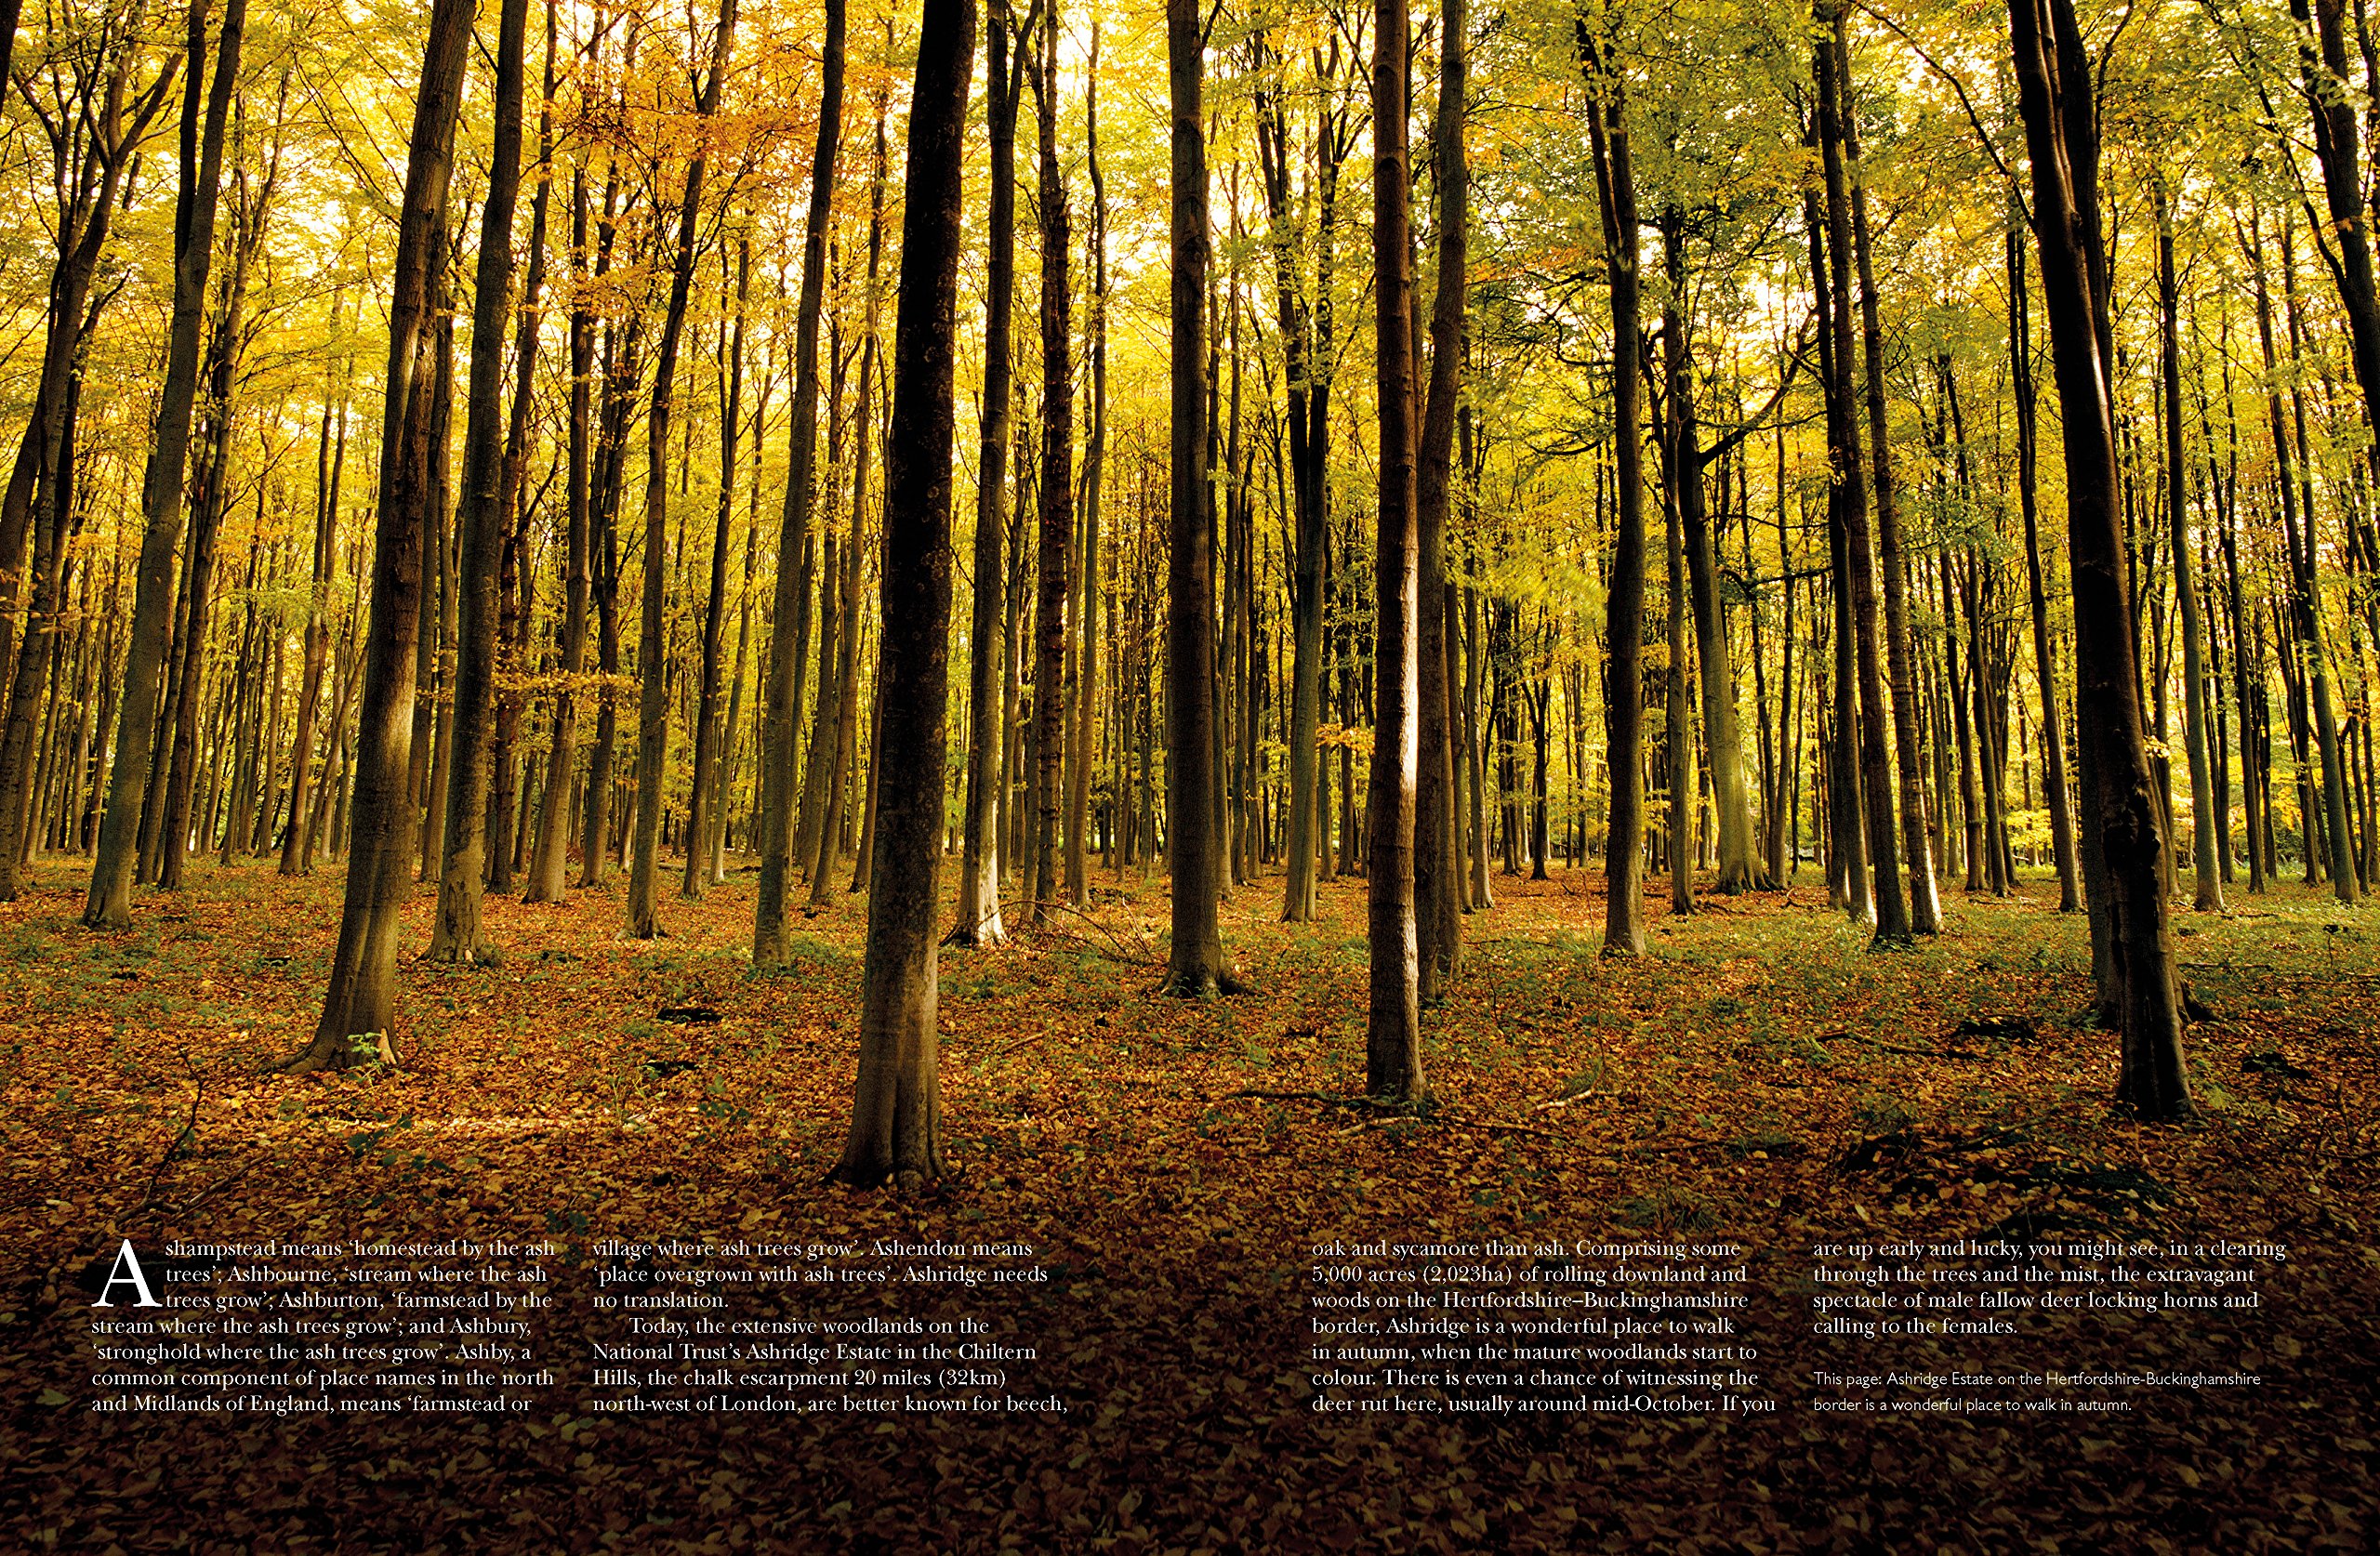 Ashampstead means ‘homestead by the ash
trees’; Ashbourne, ‘stream where the ash
trees grow’; Ashburton, ‘farmstead by the
stream where the ash trees grow’; and Ashbury,
‘stronghold where the ash trees grow’. Ashby, a
common component of place names in the north
and Midlands of England, means ‘farmstead or
village where ash trees grow’. Ashendon means
‘place overgrown with ash trees’. Ashridge needs
no translation.
Today, the extensive woodlands on the
National Trust’s Ashridge Estate in the Chiltern
Hills, the chalk escarpment 20 miles (32km)
north-west of London, are better known for beech,
oak and sycamore than ash. Comprising some
5,000 acres (2,023ha) of rolling downland and
woods on the Hertfordshire–Buckinghamshire
border, Ashridge is a wonderful place to walk
in autumn, when the mature woodlands start to
colour. There is even a chance of witnessing the
deer rut here, usually around mid-October. If you
are up early and lucky, you might see, in a clearing
through the trees and the mist, the extravagant
spectacle of male fallow deer locking horns and
calling to the females.
This page: Ashridge Estate on the Hertfordshire-Buckinghamshire
border is a wonderful place to walk in autumn.